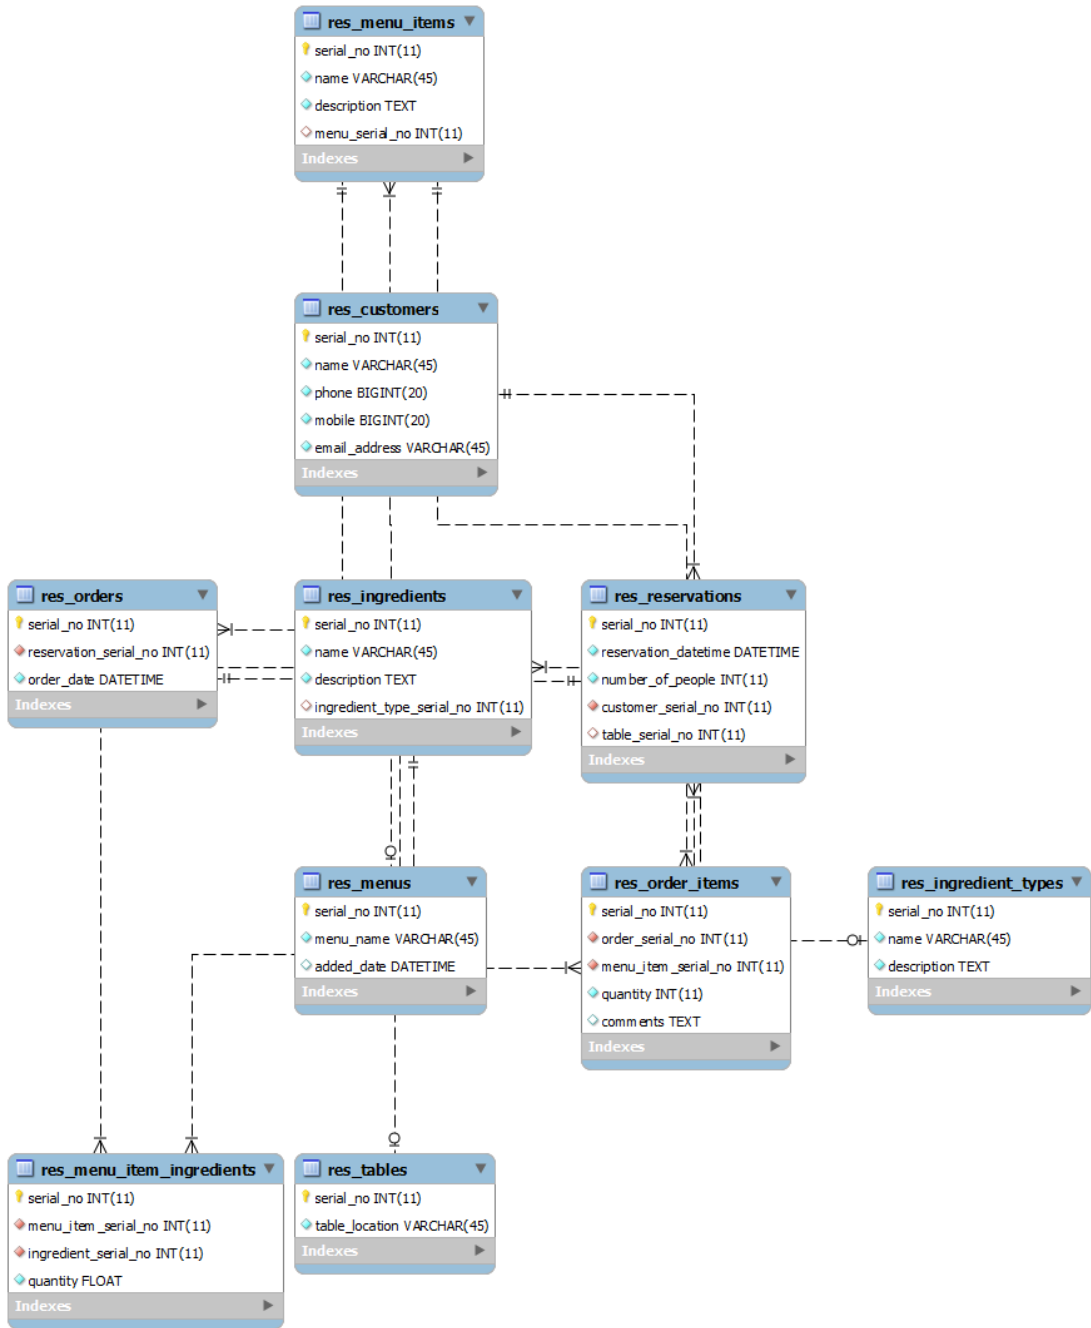 res_menu_items
serial_no INT(11)
name VARCHAR(45)
description TEXT
menu_serial_no INT(11)
Indexes
res_customers
serial_no INT(11)
name VARCHAR(45)
phone BIGINT(20)
mobile BIGINT(20)
email_address VARCHAR(45)
Indexes
res_orders
serial_no INT(11)
reservation_serial_no INT(11)
order_date DATETIME
Indexes
res_ingredients
serial_no INT(11)
name VARCHAR(45)
description TEXT
ingredient_type_serial_no INT(11)
Indexes
res_reservations
serial_no INT(11)
reservation_datetime DATETIME
number_of_people INT(11)
customer_serial_no INT(11)
table_serial_no INT(11)
Indexes
res_menus
serial_no INT(11)
menu_name VARCHAR(45)
added_date DATETIME
Indexes
res_order_items
serial_no INT(11)
order_serial_no INT(11)
menu_item_serial_no INT(11)
quantity INT(11)
comments TEXT
Indexes
res_ingredient_types
serial_no INT(11)
name VARCHAR(45)
description TEXT
Indexes
res_menu_item_ingredients
serial_no INT(11)
menu_item_serial_no INT(11)
ingredient_serial_no INT(11)
quantity FLOAT
Indexes
res_tables
serial_no INT(11)
table_location VARCHAR(45)
Indexes